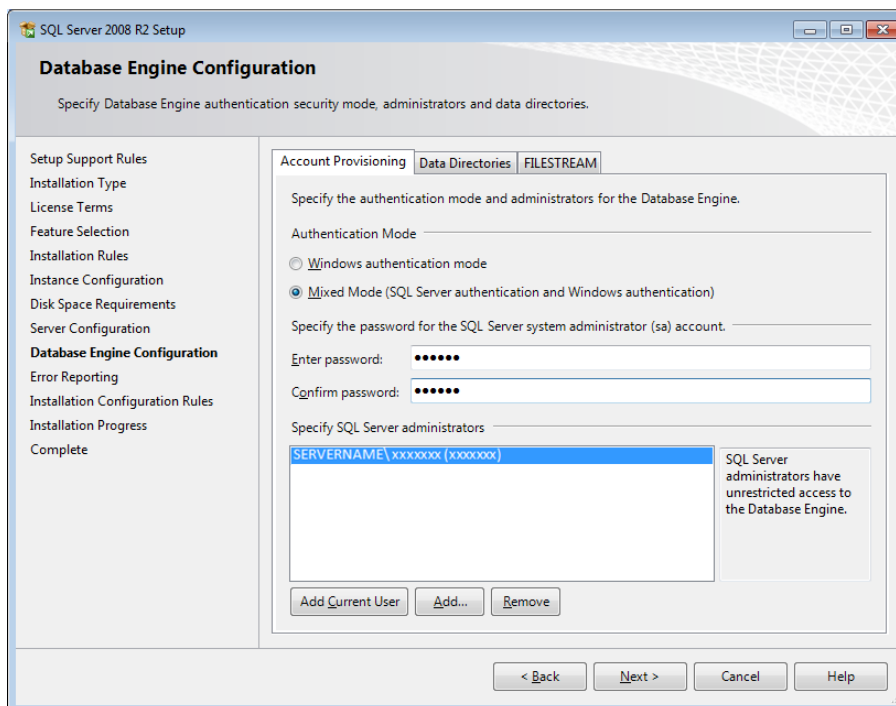 SQL Server 2008 R2 Setup
Database Engine Configuration
Specify Database Engine authentication security mode, administrators and data directories.
Setup Support Rules
Installation Type
License Terms
Feature Selection
Installation Rules
Instance Configuration
Disk Space Requirements
Server Configuration
Database Engine Configuration
Error Reporting
Installation Configuration Rules
Installation Progress
Complete
Account Provisioning Data Directories FILESTREAM
Specify the authentication mode and administrators for the Database Engine.
Authentication Mode
Windows authentication mode
Mixed Mode (SQL Server authentication and Windows authentication)
Specify the password for the SQL Server system administrator (sa) account.
Enter password: ●●●●●●
Confirm password: ●●●●●●
Specify SQL Server administrators
SERVERNAME\xxxxxxx (xxxxxxx)
SQL Server
administrators have
unrestricted access to
the Database Engine.
Add Current User Add... Remove
< Back Next > Cancel Help